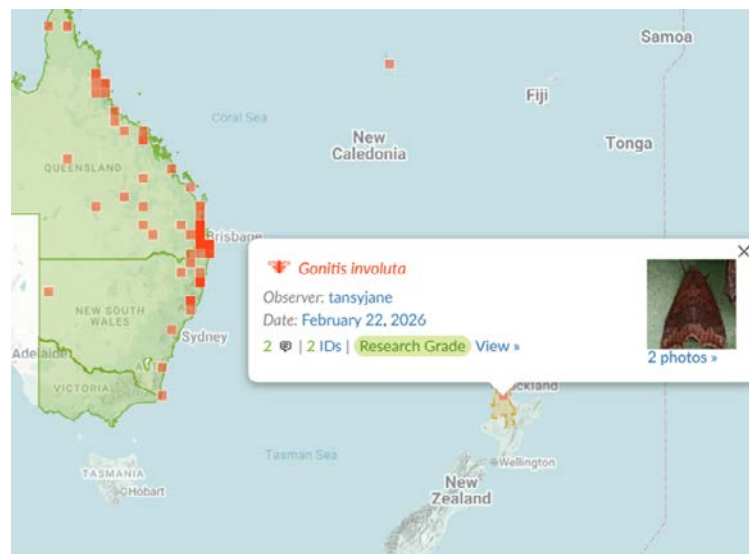 Samoa
Fiji
Coral Sea
New
Caledonia
Tonga
QUEENSLAND
Brisbane
Gonitis involuta
Observer: tansyjane
Date: February 22, 2026
2 | 2 IDs | Research Grade View »
2 photos »
NEW SOUTH
WALES
Sydney
Adelaide
VICTORIA
uckland
Tasman Sea
Wellington
TASMANIA
Hobart
New
Zealand